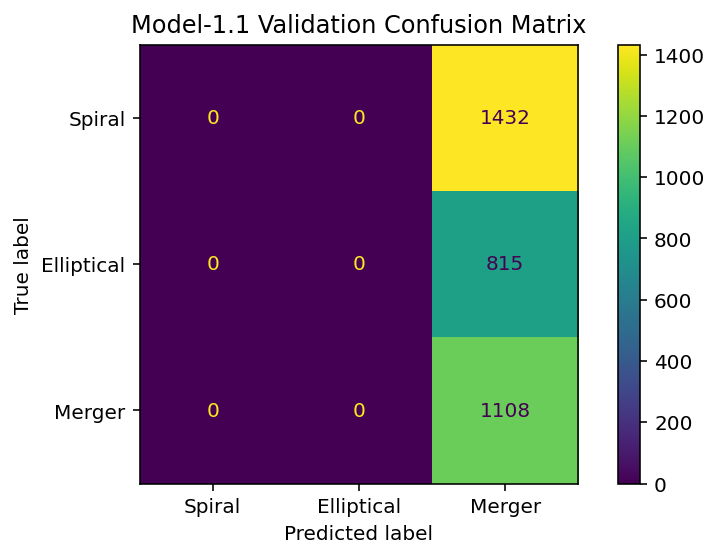 Model-1.1 Validation Confusion Matrix
1400
1200
1000
800
600
400
200
0
True label
Spiral
0 0 1432
Elliptical
0 0 815
Merger
0 0 1108
Spiral Elliptical Merger
Predicted label